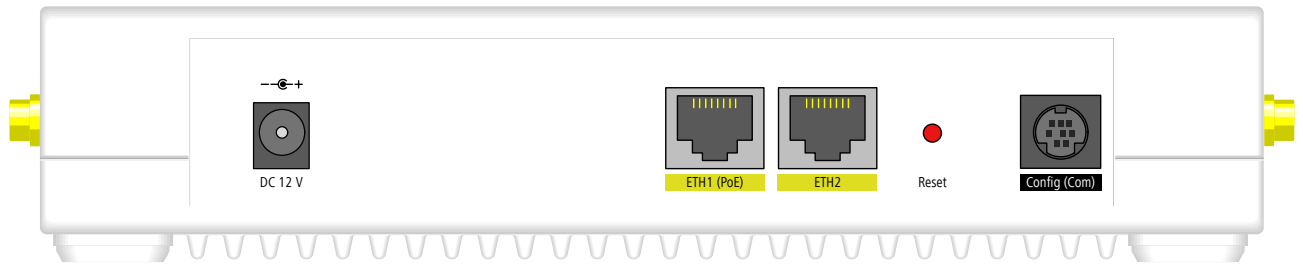 DC 12 V
ETH1 (PoE)
ETH2
Reset
Config (Com)